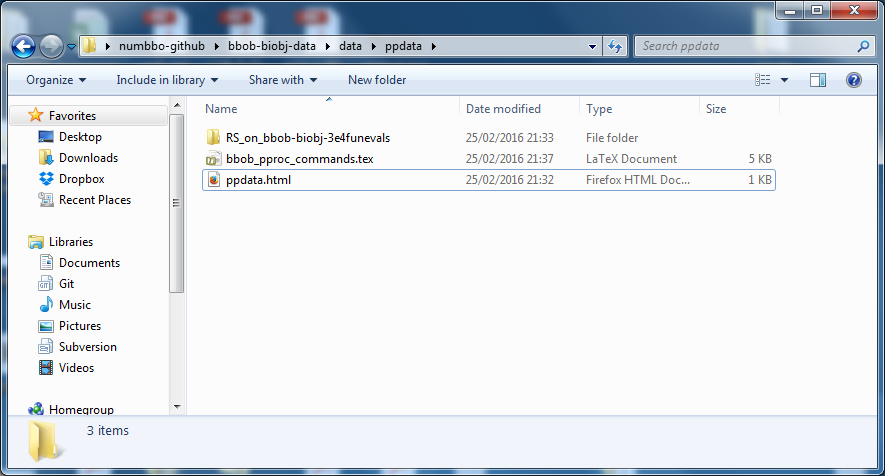 numbbo-github bbob-biobj-data data ppdata
Search ppdata
Organize Include in library Share with New folder
Name Date modified Type Size
Favorites
Desktop
Downloads
Dropbox
Recent Places
Libraries
Documents
Git
Music
Pictures
Subversion
Videos
Homegroup
RS_on_bbob-biobj-3e4funevals 25/02/2016 21:33 File folder
bbob_pproc_commands.tex 25/02/2016 21:37 LaTeX Document 5 KB
ppdata.html 25/02/2016 21:32 Firefox HTML Doc... 1 KB
3 items